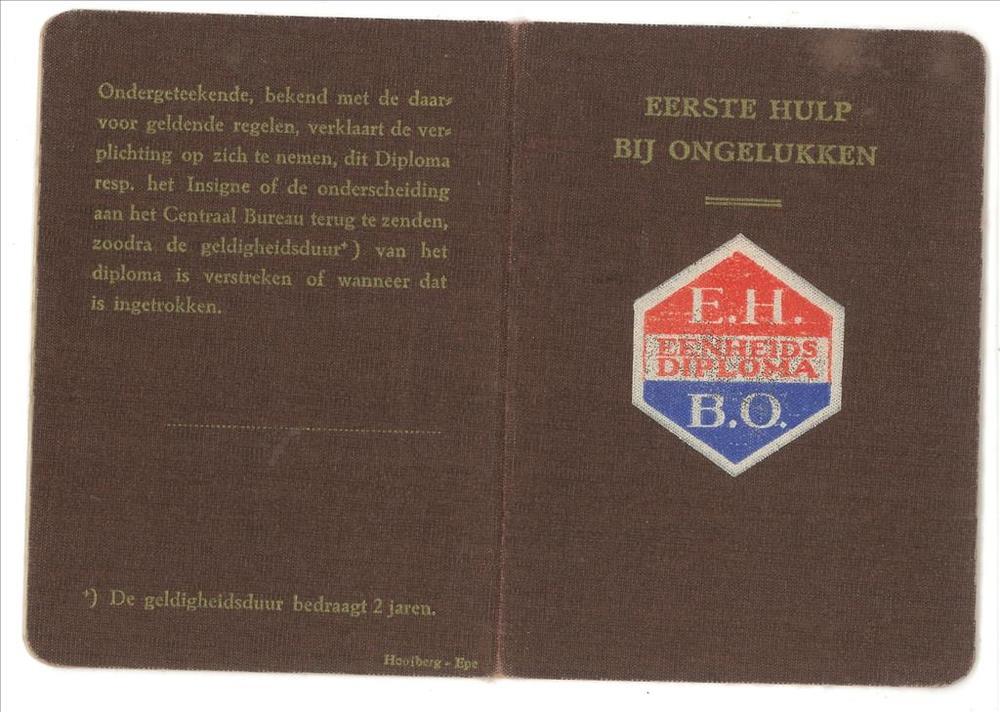 Ondergeteekende, bekend met de daar=
voor geldende regelen, verklaart de ver=
plichting op zich te nemen, dit Diploma
resp. het Insigne of de onderscheiding
aan het Centraal Bureau terug te zenden,
zoodra de geldigheidsduur*) van het
diploma is verstreken of wanneer dat
is ingetrokken.
*) De geldigheidsduur bedraagt 2 jaren.
Hooiberg - Epe
EERSTE HULP
BIJ ONGELUKKEN
E.H.
EENHEIDS
DIPLOMA
B.O.